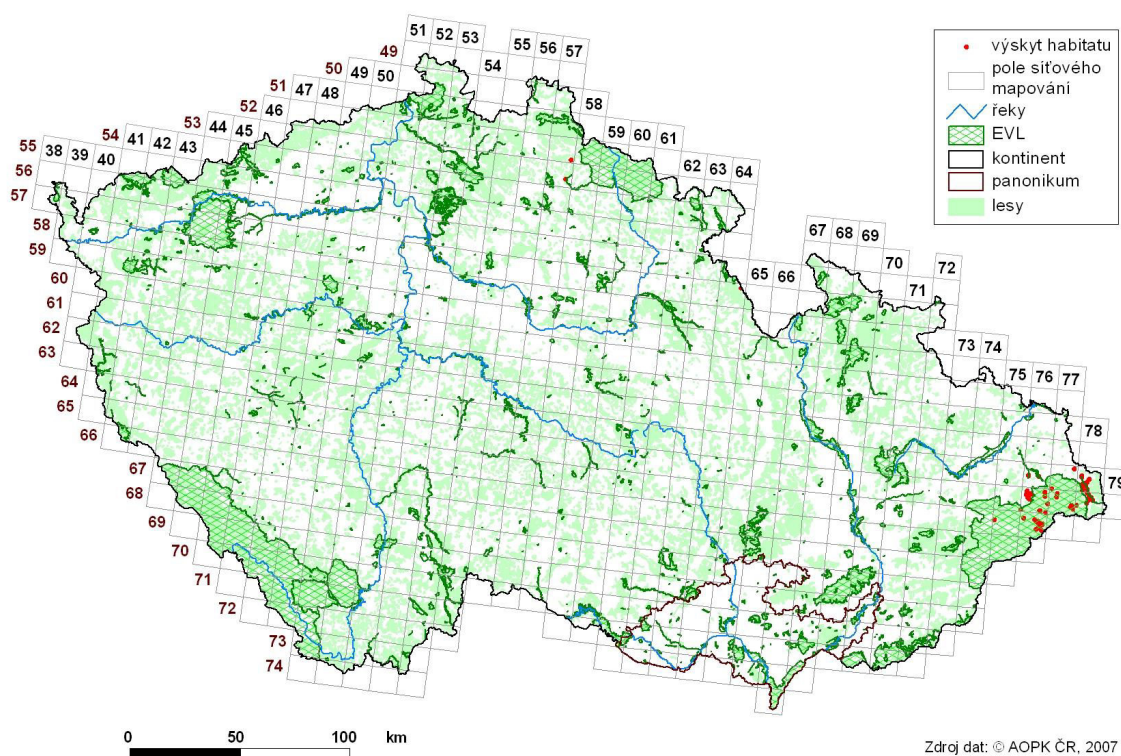 51 52 53
55 56 57
49
54
50 49 50
51 47 48
58
52 46
53 44 45
59 60 61
54 41 42 43
55 38 39 40
62 63 64
56
57
58
67 68 69
59
70
72
60
65 66
71
61
62
73 74
63
75 76 77
64
65
78
66
79
67
68
69
70
71
72
73
74
výskyt habitatu
pole síťového
mapování
řeky
EVL
kontinent
panonikum
lesy
0 50 100 km
Zdroj dat: © AOPK ČR, 2007